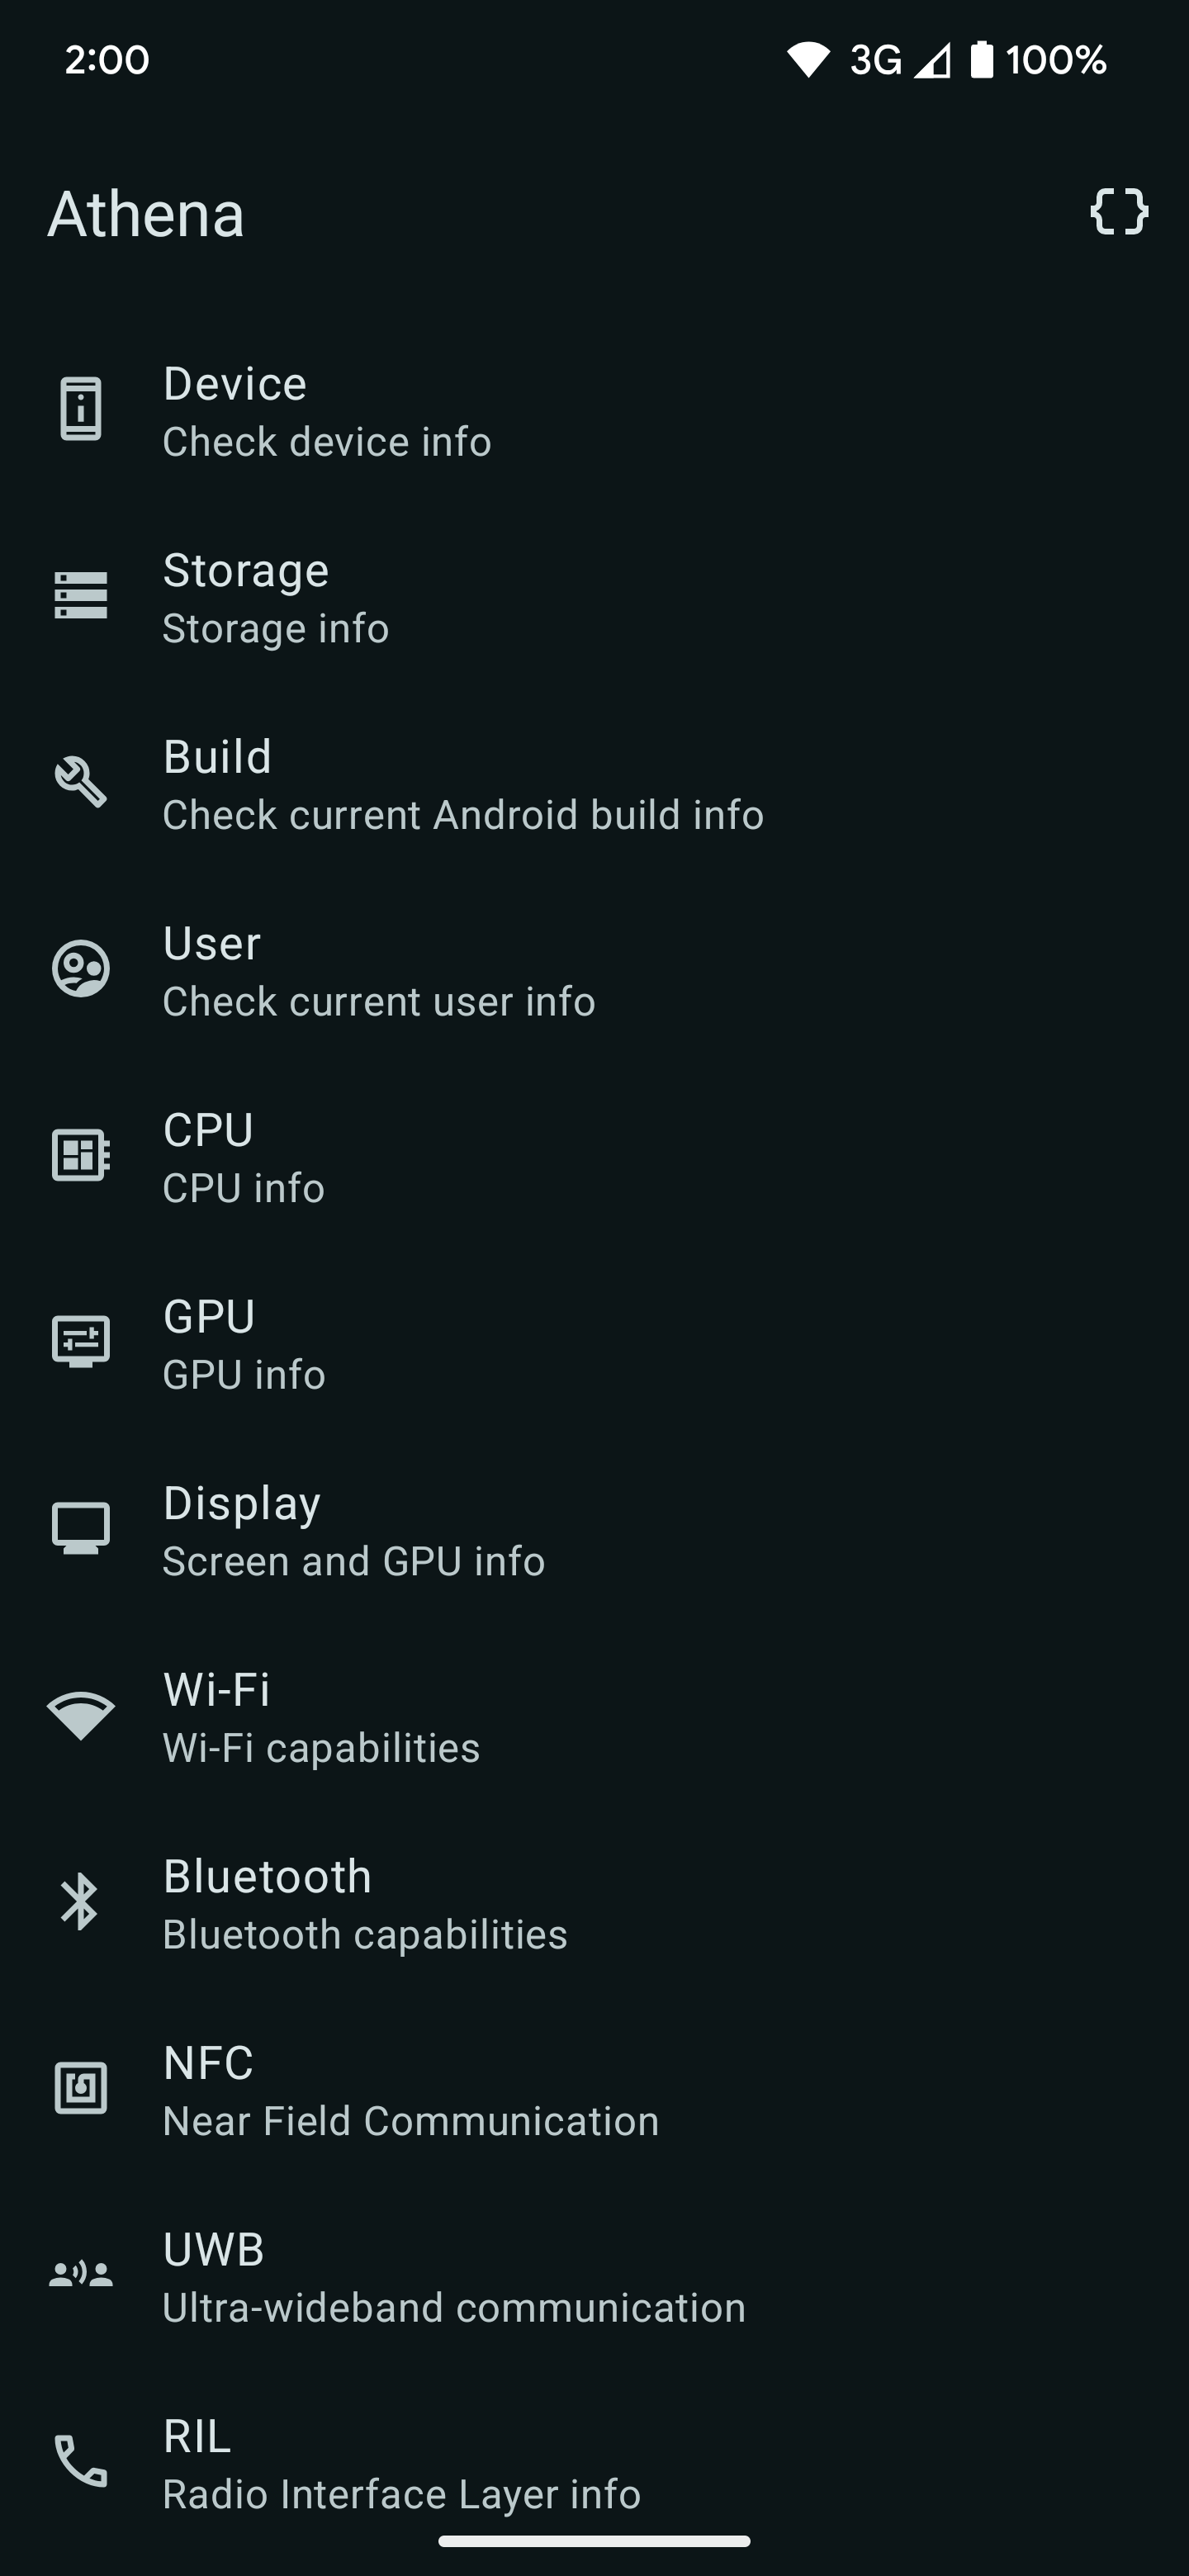 2:00
3G 100%
Athena
Device
Check device info
Storage
Storage info
Build
Check current Android build info
User
Check current user info
CPU
CPU info
GPU
GPU info
Display
Screen and GPU info
Wi-Fi
Wi-Fi capabilities
Bluetooth
Bluetooth capabilities
NFC
Near Field Communication
UWB
Ultra-wideband communication
RIL
Radio Interface Layer info